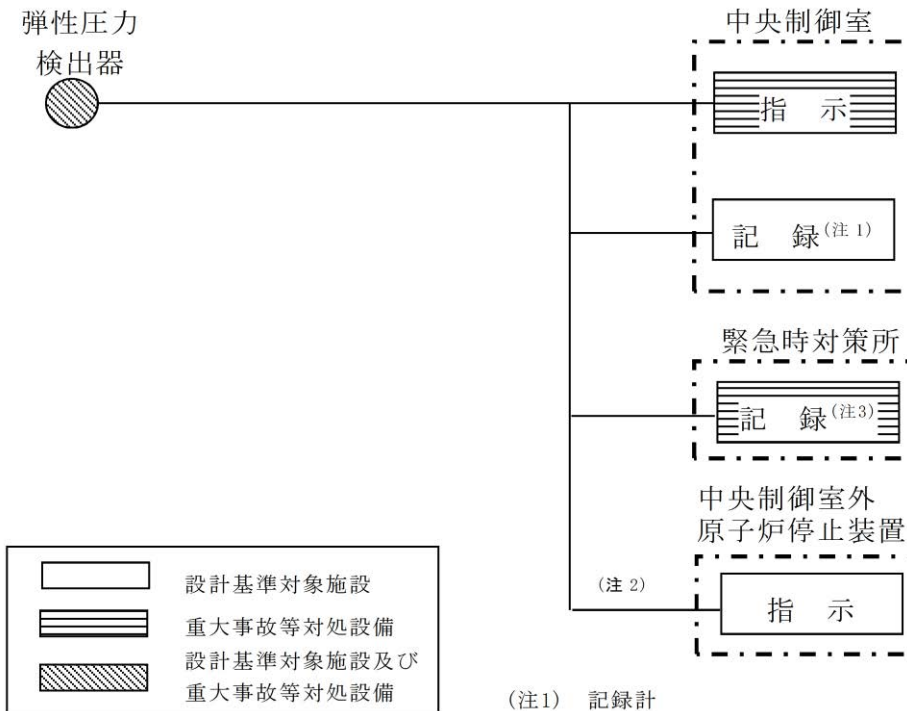 弾性圧力
検出器
中央制御室
指 示
記 録(注 1)
緊急時対策所
記 録(注3)
中央制御室外
原子炉停止装置
(注 2)
指 示
設計基準対象施設
重大事故等対処設備
設計基準対象施設及び
重大事故等対処設備
(注1) 記録計